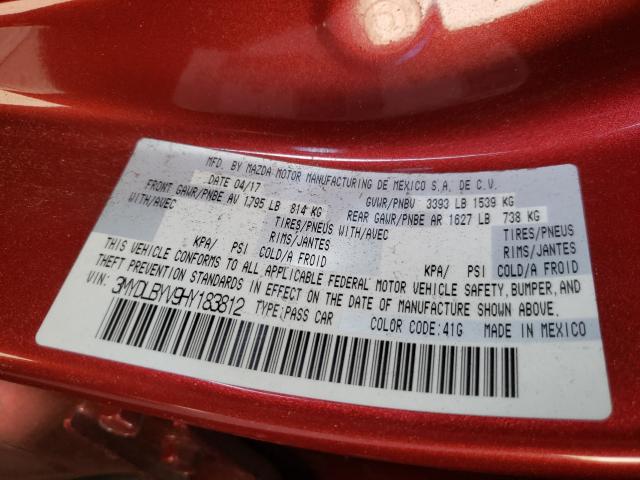 MFD. BY MAZDA MOTOR MANUFACTURING DE MEXICO S.A. DE C.V.
DATE 04/17 GVWR/PNBV 3393 LB 1539 KG
FRONT GAWR/PNBE AV 1795 LB 814 KG REAR GAWR/PNBE AR 1627 LB 738 KG
WITH/AVEC TIRES/PNEUS WITH/AVEC TIRES/PNEUS
RIMS/JANTES RIMS/JANTES
KPA/ PSI COLD/A FROID KPA/ PSI COLD/A FROID
THIS VEHICLE CONFORMS TO ALL APPLICABLE FEDERAL MOTOR VEHICLE SAFETY, BUMPER, AND
THEFT PREVENTION STANDARDS IN EFFECT ON THE DATE OF MANUFACTURE SHOWN ABOVE.
VIN: 3MYDLBYV9HY183812 TYPE: PASS CAR COLOR CODE: 41G MADE IN MEXICO